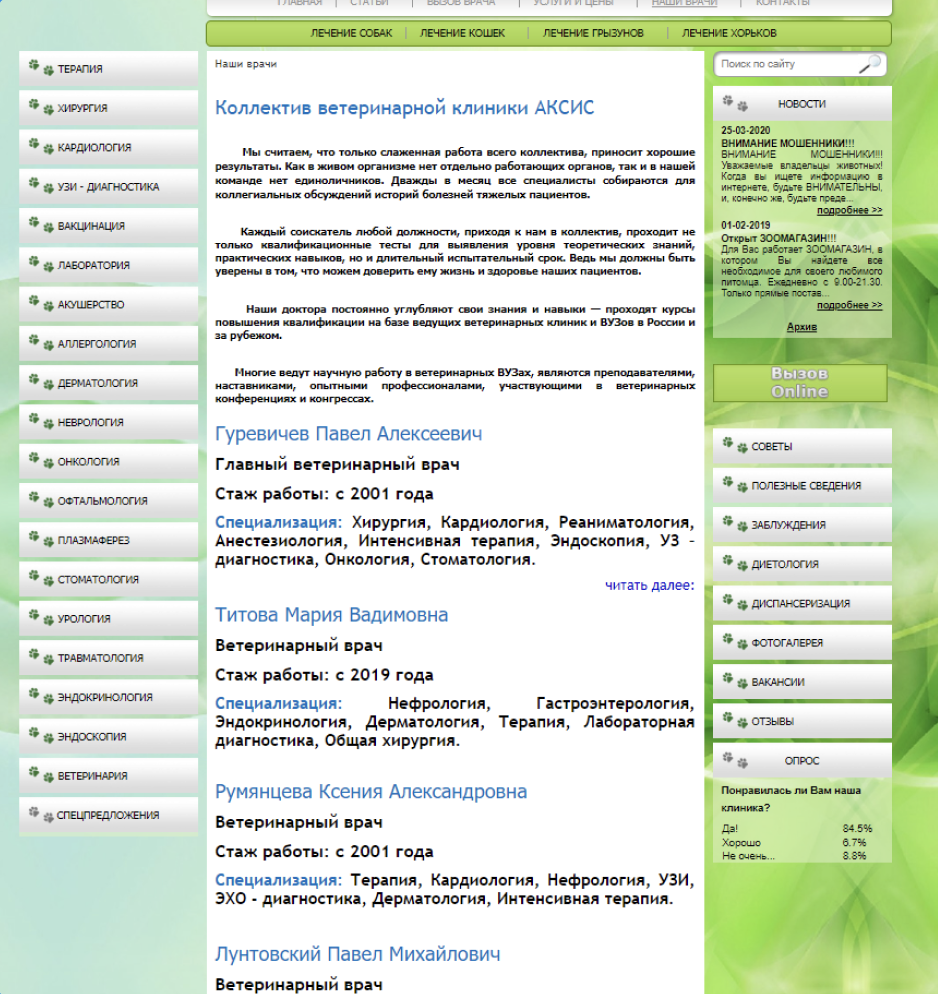 ГЛАВНАЯ | СТАТЬИ | ВЫЗОВ ВРАЧА | УСЛУГИ И ЦЕНЫ | НАШИ ВРАЧИ | КОНТАКТЫ
ЛЕЧЕНИЕ СОБАК | ЛЕЧЕНИЕ КОШЕК | ЛЕЧЕНИЕ ГРЫЗУНОВ | ЛЕЧЕНИЕ ХОРЬКОВ
ТЕРАПИЯ
ХИРУРГИЯ
КАРДИОЛОГИЯ
УЗИ - ДИАГНОСТИКА
ВАКЦИНАЦИЯ
ЛАБОРАТОРИЯ
АКУШЕРСТВО
АЛЛЕРГОЛОГИЯ
ДЕРМАТОЛОГИЯ
НЕВРОЛОГИЯ
ОНКОЛОГИЯ
ОФТАЛЬМОЛОГИЯ
ПЛАЗМАФЕРЕЗ
СТОМАТОЛОГИЯ
УРОЛОГИЯ
ТРАВМАТОЛОГИЯ
ЭНДОКРИНОЛОГИЯ
ЭНДОСКОПИЯ
ВЕТЕРИНАРИЯ
СПЕЦПРЕДЛОЖЕНИЯ
Наши врачи
Коллектив ветеринарной клиники АКСИС
Мы считаем, что только слаженная работа всего коллектива, приносит хорошие
результаты. Как в живом организме нет отдельно работающих органов, так и в нашей
команде нет единоличников. Дважды в месяц все специалисты собираются для
коллегиальных обсуждений историй болезней тяжелых пациентов.
Каждый соискатель любой должности, приходя к нам в коллектив, проходит не
только квалификационные тесты для выявления уровня теоретических знаний,
практических навыков, но и длительный испытательный срок. Ведь мы должны быть
уверены в том, что можем доверить ему жизнь и здоровье наших пациентов.
Наши доктора постоянно углубляют свои знания и навыки — проходят курсы
повышения квалификации на базе ведущих ветеринарных клиник и ВУЗов в России и
за рубежом.
Многие ведут научную работу в ветеринарных ВУЗах, являются преподавателями,
наставниками, опытными профессионалами, участвующими в ветеринарных
конференциях и конгрессах.
Гуревичев Павел Алексеевич
Главный ветеринарный врач
Стаж работы: с 2001 года
Специализация: Хирургия, Кардиология, Реаниматология,
Анестезиология, Интенсивная терапия, Эндоскопия, УЗ -
диагностика, Онкология, Стоматология.
читать далее:
Титова Мария Вадимовна
Ветеринарный врач
Стаж работы: с 2019 года
Специализация: Нефрология, Гастроэнтерология,
Эндокринология, Дерматология, Терапия, Лабораторная
диагностика, Общая хирургия.
Румянцева Ксения Александровна
Ветеринарный врач
Стаж работы: с 2001 года
Специализация: Терапия, Кардиология, Нефрология, УЗИ,
ЭХО - диагностика, Дерматология, Интенсивная терапия.
Лунтовский Павел Михайлович
Ветеринарный врач
Поиск по сайту
НОВОСТИ
25-03-2020
ВНИМАНИЕ МОШЕННИКИ!!!
ВНИМАНИЕ МОШЕННИКИ!!!
Уважаемые владельцы животных!
Когда вы ищете информацию в
интернете, будьте ВНИМАТЕЛЬНЫ,
и, конечно же, будьте преде...
подробнее >>
01-02-2019
Открыт ЗООМАГАЗИН!!!
Для Вас работает ЗООМАГАЗИН, в
котором Вы найдете все
необходимое для своего любимого
питомца. Ежедневно с 9.00-21.30.
Только прямые постав...
подробнее >>
Архив
Вызов
Online
СОВЕТЫ
ПОЛЕЗНЫЕ СВЕДЕНИЯ
ЗАБЛУЖДЕНИЯ
ДИЕТОЛОГИЯ
ДИСПАНСЕРИЗАЦИЯ
ФОТОГАЛЕРЕЯ
ВАКАНСИИ
ОТЗЫВЫ
ОПРОС
Понравилась ли Вам наша
клиника?
Да! 84.5%
Хорошо 6.7%
Не очень... 8.8%